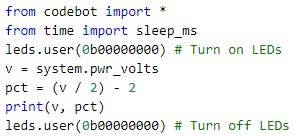 from codebot import *
from time import sleep_ms
leds.user(0b00000000) # Turn on LEDs
v = system.pwr_volts
pct = (v / 2) - 2
print(v, pct)
leds.user(0b00000000) # Turn off LEDs